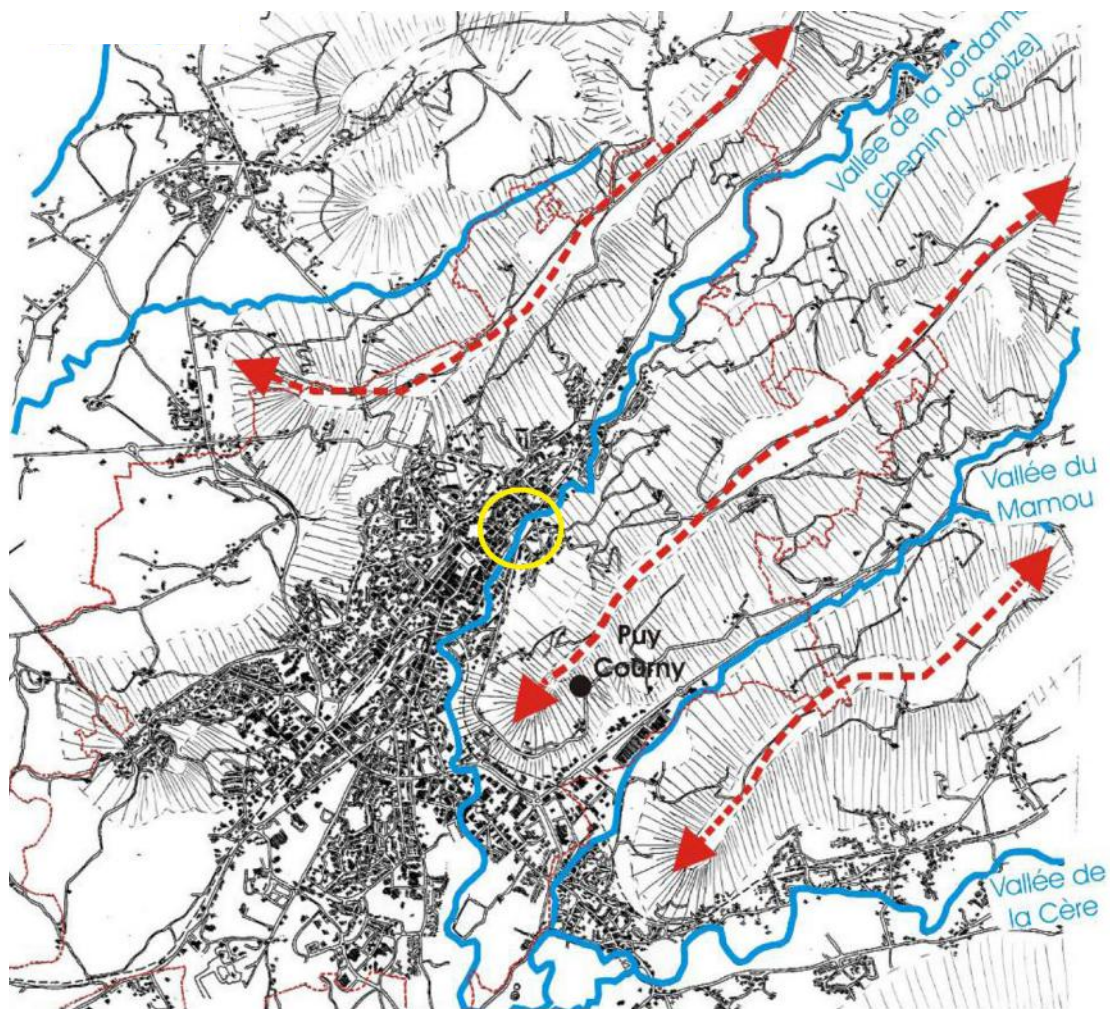 Vallée de la Jordanne
(chemin du Croize)
Vallée du
Mamou
Puy
Courny
Vallée de
la Cère